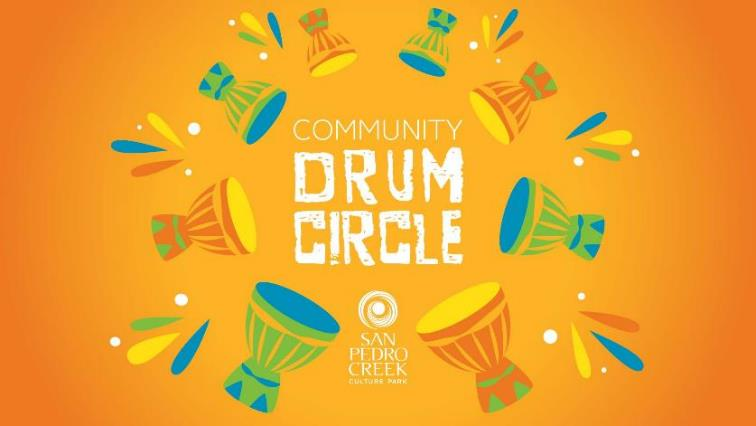 COMMUNITY
DRUM
CIRCLE
SAN
PEDRO
CREEK
CULTURE PARK